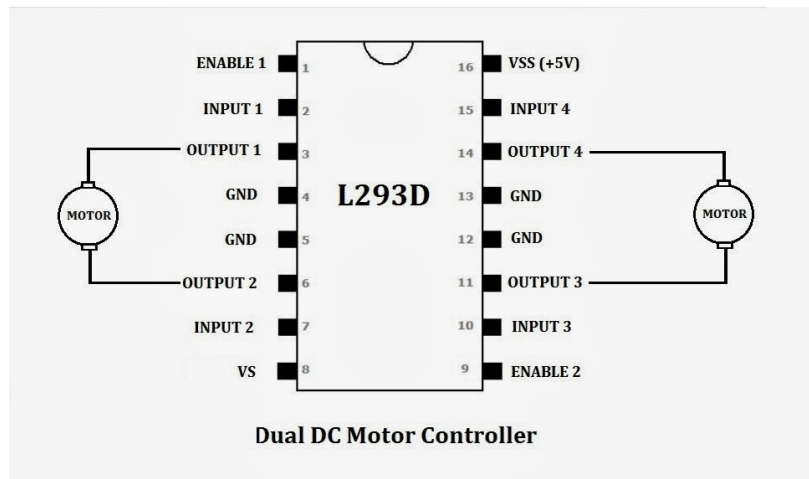 ENABLE 1
1
16
VSS (+5V)
INPUT 1
2
15
INPUT 4
OUTPUT 1
3
14
OUTPUT 4
GND
4
L293D
13
GND
MOTOR
MOTOR
GND
5
12
GND
OUTPUT 2
6
11
OUTPUT 3
INPUT 2
7
10
INPUT 3
VS
8
9
ENABLE 2
Dual DC Motor Controller